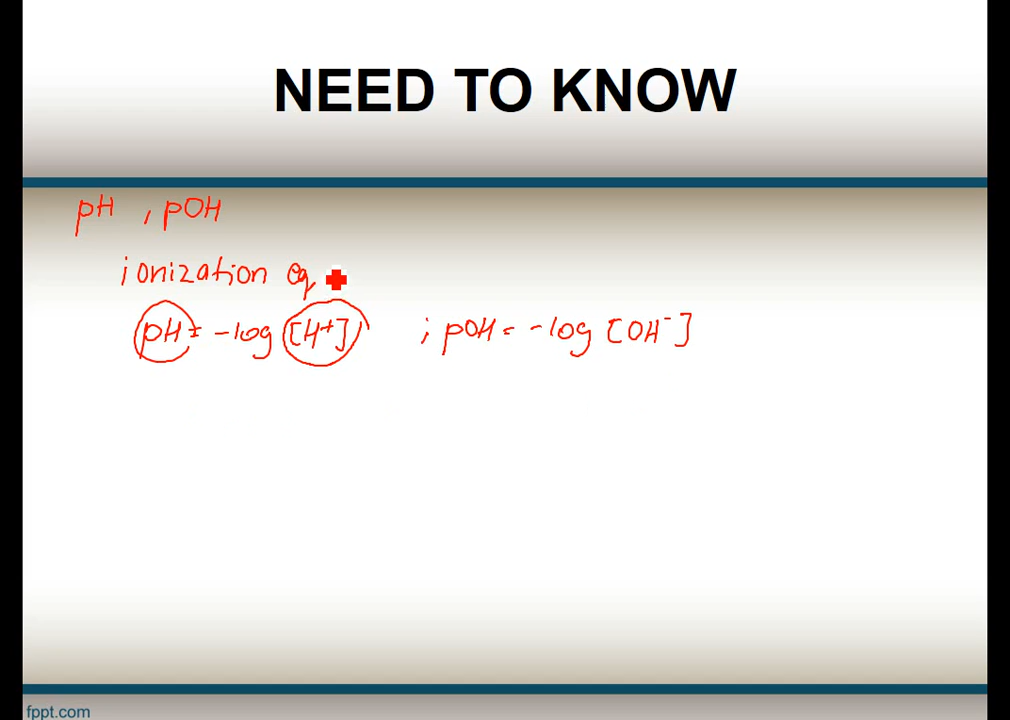 NEED TO KNOW
pH , pOH
ionization eq
pH = -log [H+] ; pOH = -log [OH-]
fppt.com